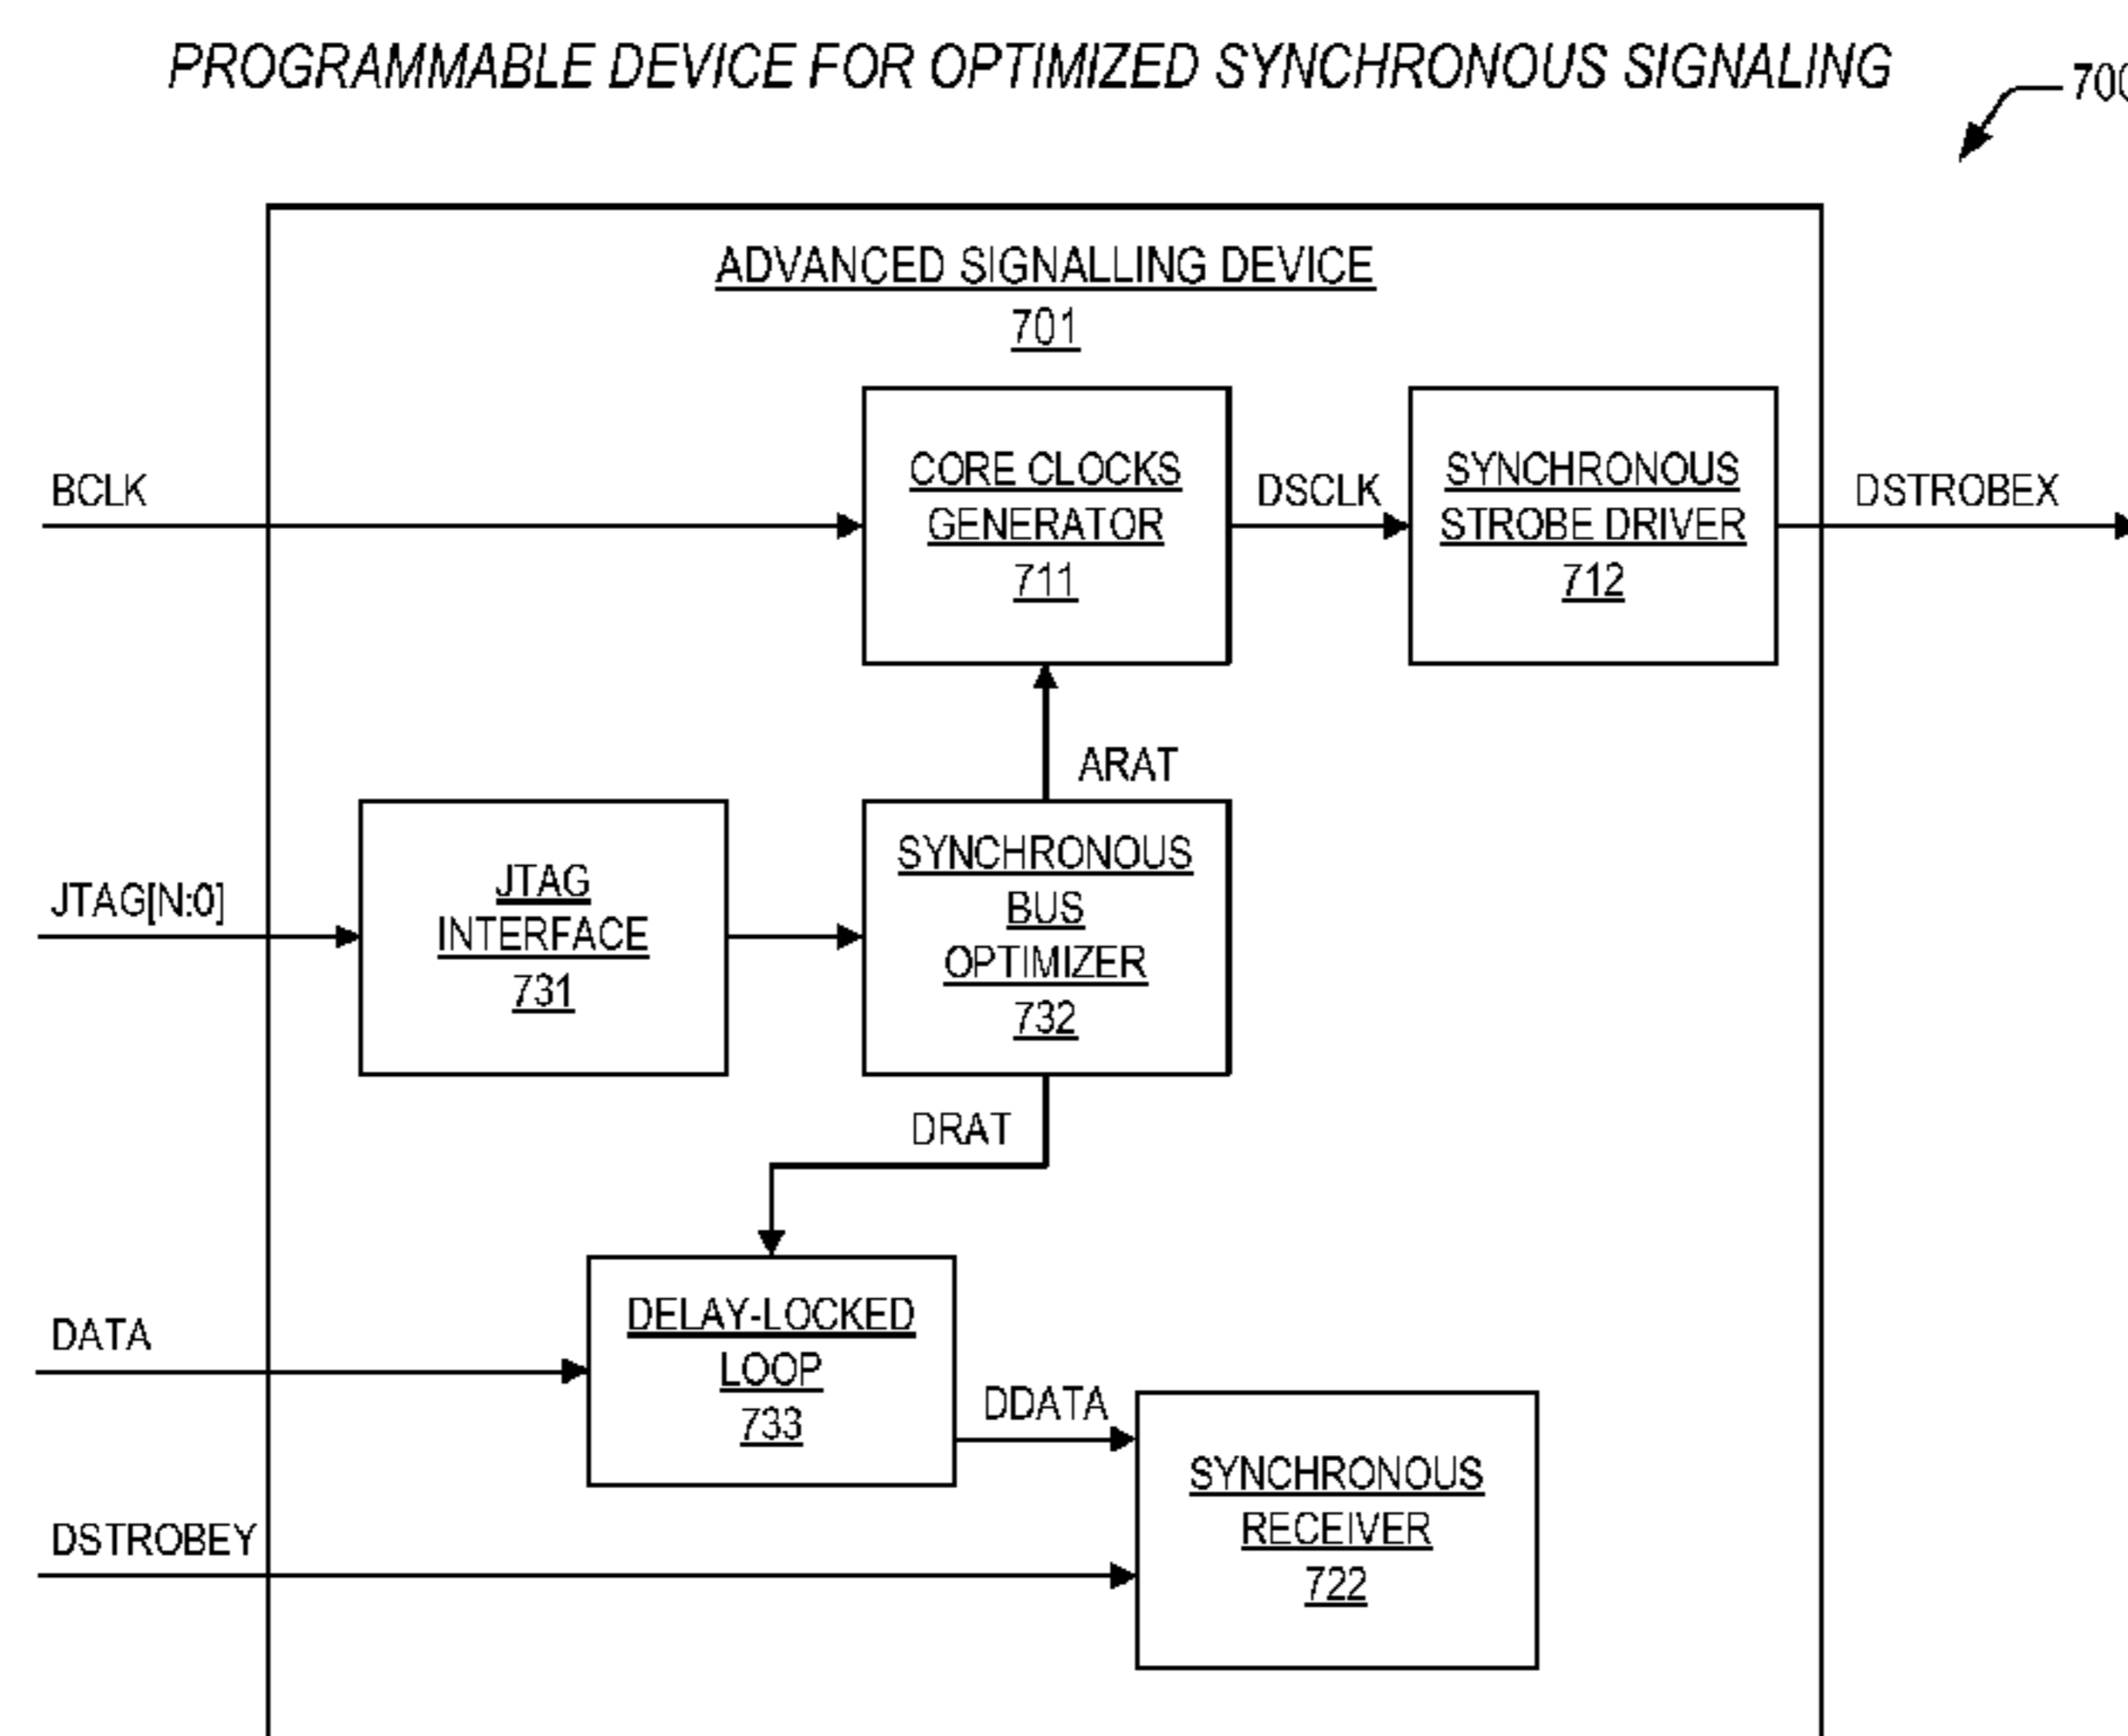 PROGRAMMABLE DEVICE FOR OPTIMIZED SYNCHRONOUS SIGNALING
700
ADVANCED SIGNALLING DEVICE
701
BCLK
CORE CLOCKS
GENERATOR
711
DSCLK
SYNCHRONOUS
STROBE DRIVER
712
DSTROBEX
ARAT
JTAG[N:0]
JTAG
INTERFACE
731
SYNCHRONOUS
BUS
OPTIMIZER
732
DRAT
DATA
DELAY-LOCKED
LOOP
733
DDATA
DSTROBEY
SYNCHRONOUS
RECEIVER
722